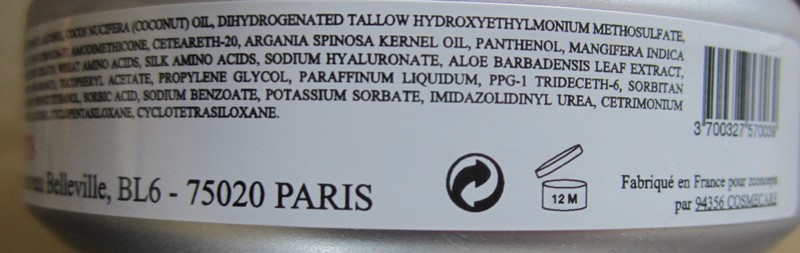 COCOS NUCIFERA (COCONUT) OIL, DIHYDROGENATED TALLOW HYDROXYETHYLMONIUM METHOSULFATE,
AMODIMETHICONE, CETEARETH-20, ARGANIA SPINOSA KERNEL OIL, PANTHENOL, MANGIFERA INDICA
WHEAT AMINO ACIDS, SILK AMINO ACIDS, SODIUM HYALURONATE, ALOE BARBADENSIS LEAF EXTRACT,
TOCOPHERYL ACETATE, PROPYLENE GLYCOL, PARAFFINUM LIQUIDUM, PPG-1 TRIDECETH-6, SORBITAN
SORBIC ACID, SODIUM BENZOATE, POTASSIUM SORBATE, IMIDAZOLIDINYL UREA, CETRIMONIUM
CYCLOPENTASILOXANE, CYCLOTETRASILOXANE.
3 700327 570039
Belleville, BL6 - 75020 PARIS
12 M
Fabriqué en France pour
par 94356 COSMECARE